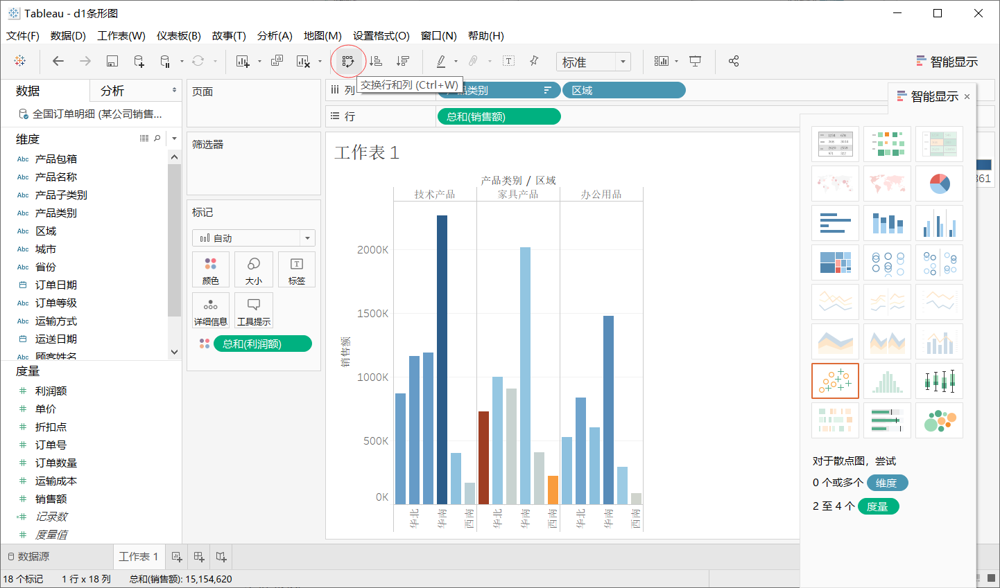 Tableau - d1条形图
文件(F) 数据(D) 工作表(W) 仪表板(B) 故事(T) 分析(A) 地图(M) 设置格式(O) 窗口(N) 帮助(H)
标准
智能显示
交换行和列 (Ctrl+W)
数据
分析
全国订单明细 (某公司销售...
维度
Abc 产品包箱
Abc 产品名称
Abc 产品子类别
Abc 产品类别
Abc 区域
Abc 城市
Abc 省份
订单日期
Abc 订单等级
Abc 运输方式
运送日期
Abc 顾客姓名
度量
利润额
单价
折扣点
订单号
订单数量
运输成本
销售额
记录数
度量值
页面
筛选器
标记
自动
颜色 大小 标签
详细信息 工具提示
总和(利润额)
列
品类别
区域
行
总和(销售额)
工作表 1
产品类别 / 区域
技术产品 家具产品 办公用品
销售额
2000K
1500K
1000K
500K
0K
华北 华南 西南 华北 华南 西南 华北 华南 西南
361
智能显示 ×
对于散点图，尝试
0 个或多个 维度
2 至 4 个 度量
数据源
工作表 1
18 个标记 1 行 x 18 列 总和(销售额): 15,154,620